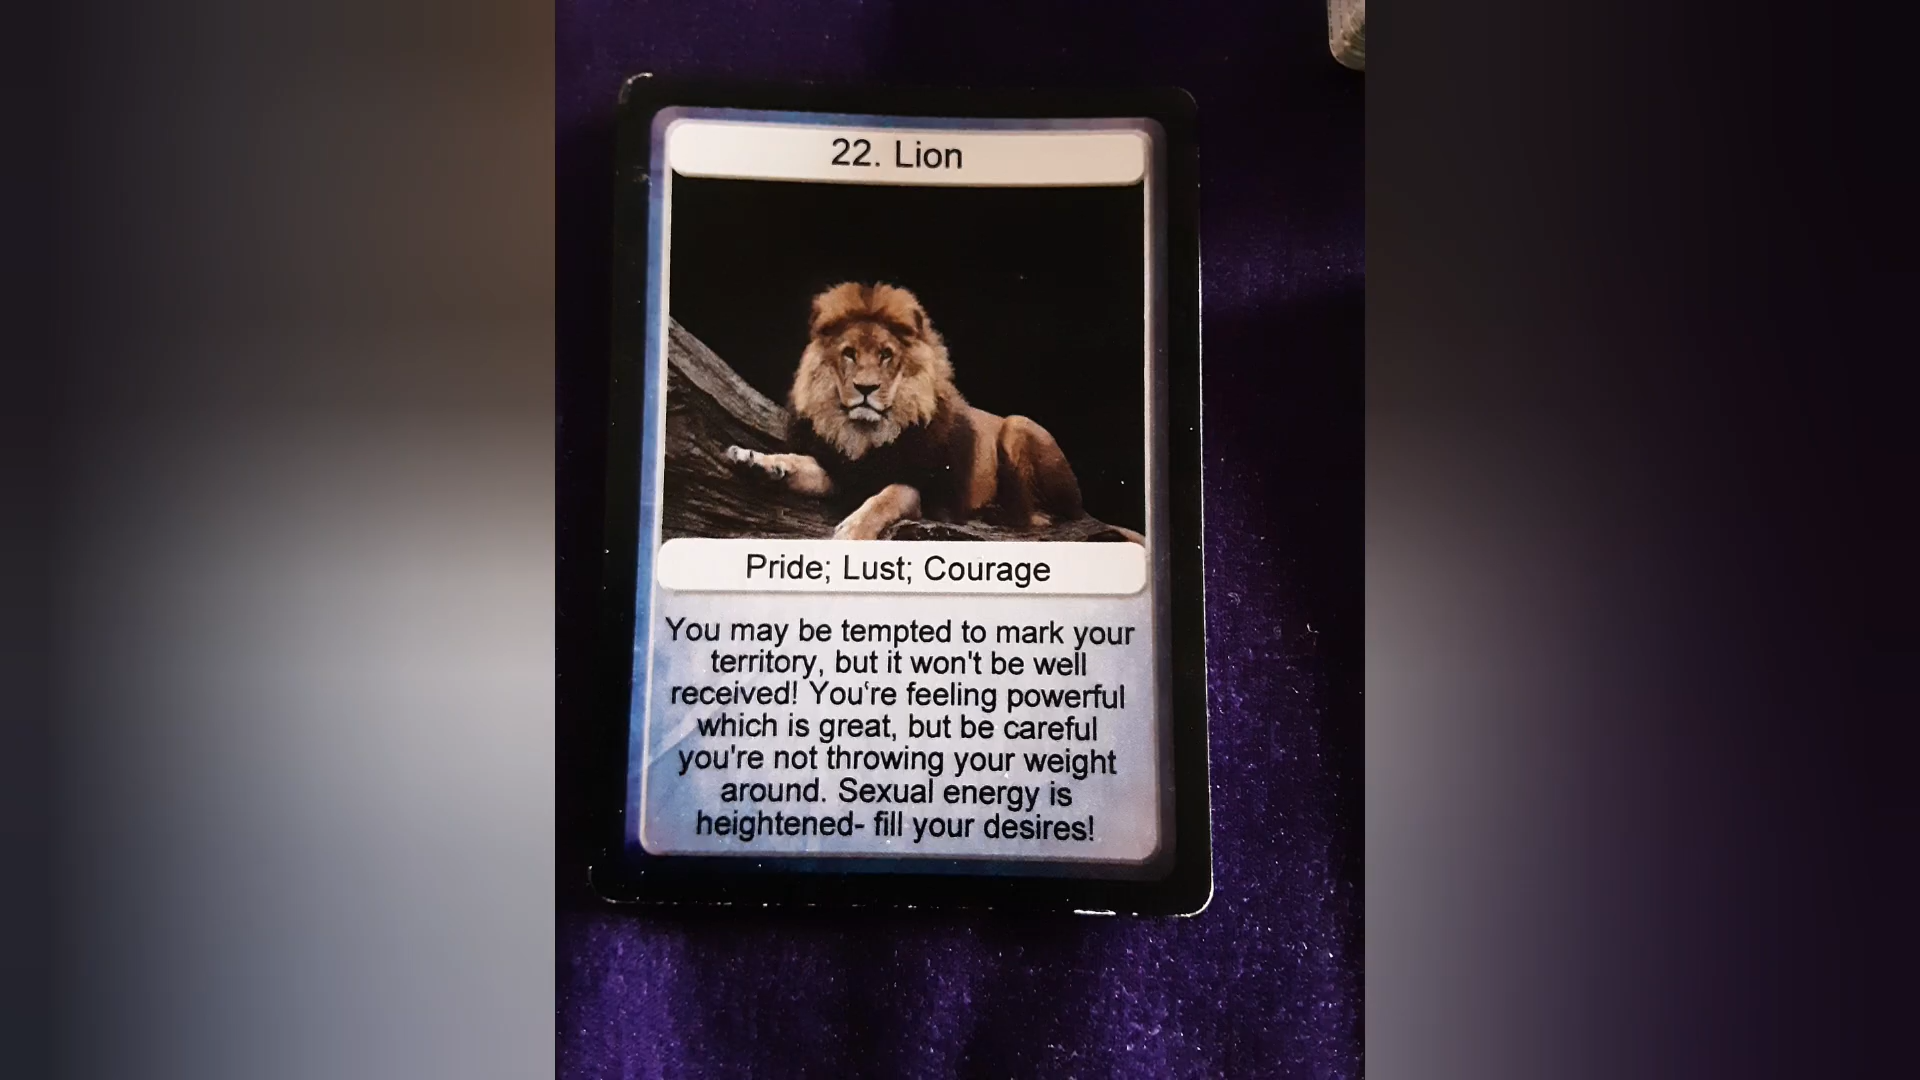 22. Lion
Pride; Lust; Courage
You may be tempted to mark your
territory, but it won't be well
received! You're feeling powerful
which is great, but be careful
you're not throwing your weight
around. Sexual energy is
heightened- fill your desires!